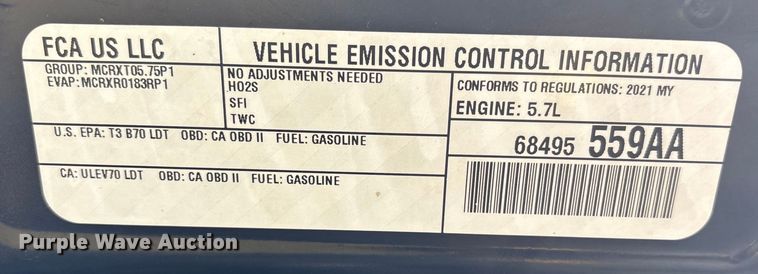 FCA US LLC
VEHICLE EMISSION CONTROL INFORMATION
GROUP: MCRXT05.75P1
EVAP: MCRXR0183RP1
NO ADJUSTMENTS NEEDED
HO2S
SFI
TWC
CONFORMS TO REGULATIONS: 2021 MY
ENGINE: 5.7L
U.S. EPA: T3 B70 LDT OBD: CA OBD II FUEL: GASOLINE
68495 559AA
CA: ULEV70 LDT OBD: CA OBD II FUEL: GASOLINE
Purple Wave Auction